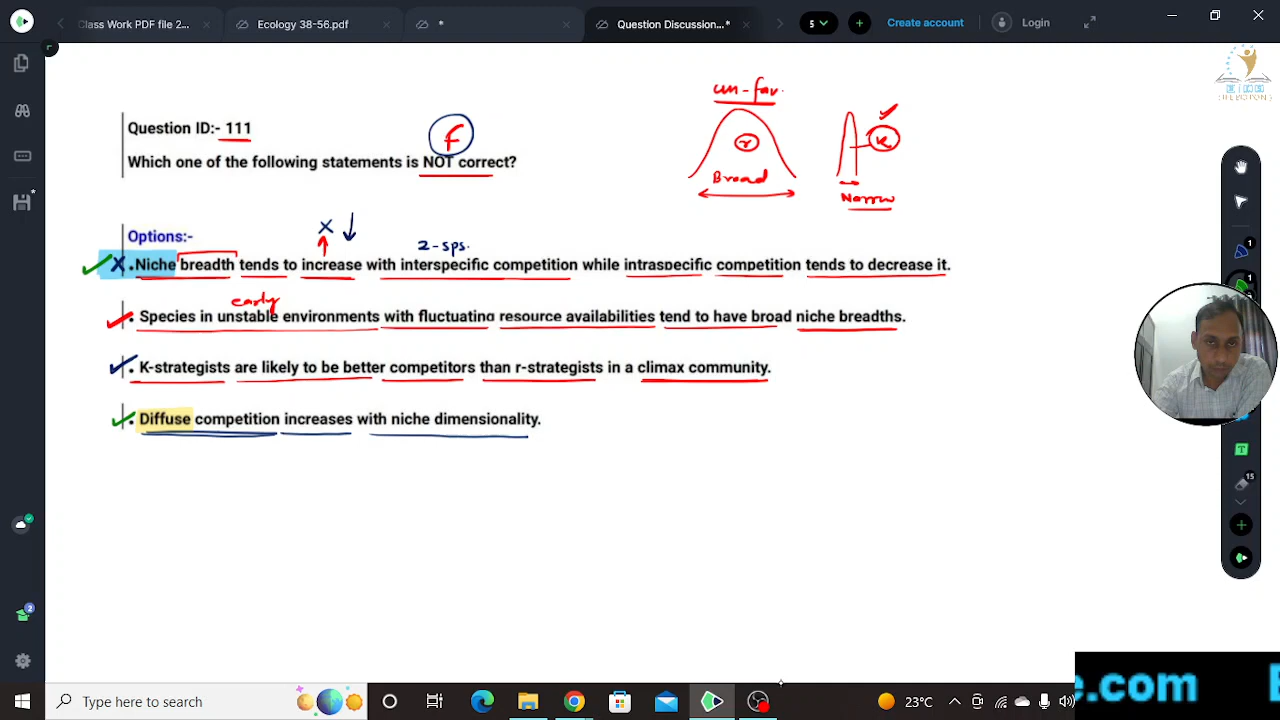 Class Work PDF file 2...
Ecology 38-56.pdf
*
Question Discussion...*
5
Create account
Login
un-fav.
Question ID:- 111
f
r
k
Which one of the following statements is NOT correct?
Broad
Narrow
Options:-
X
2-sps.
X
. Niche breadth tends to increase with interspecific competition while intraspecific competition tends to decrease it.
early
. Species in unstable environments with fluctuating resource availabilities tend to have broad niche breadths.
. K-strategists are likely to be better competitors than r-strategists in a climax community.
. Diffuse competition increases with niche dimensionality.
1
15
2
e.com
Type here to search
23°C